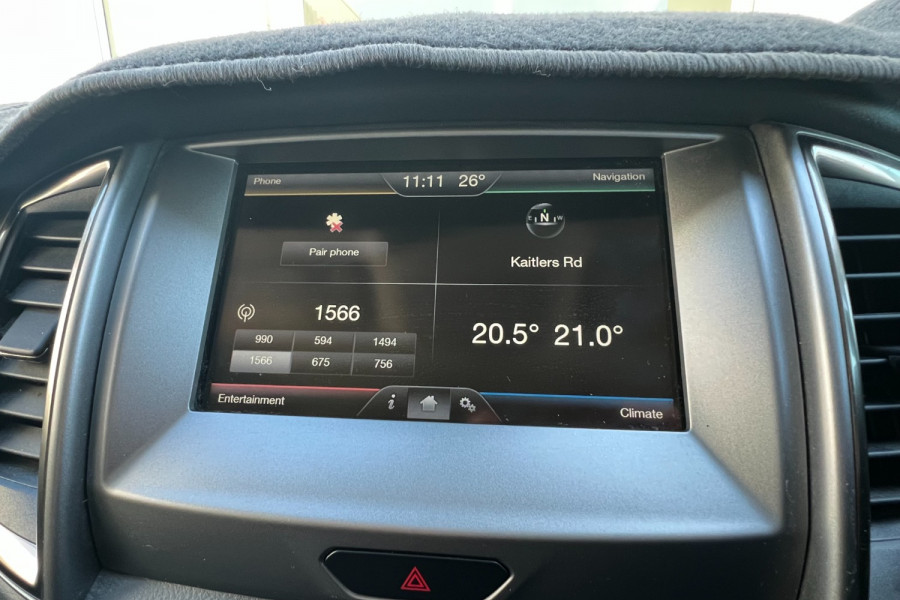 Phone 11:11 26° Navigation
E N W
Pair phone
Kaitlers Rd
1566
990 594 1494
1566 675 756
20.5° 21.0°
Entertainment i Climate